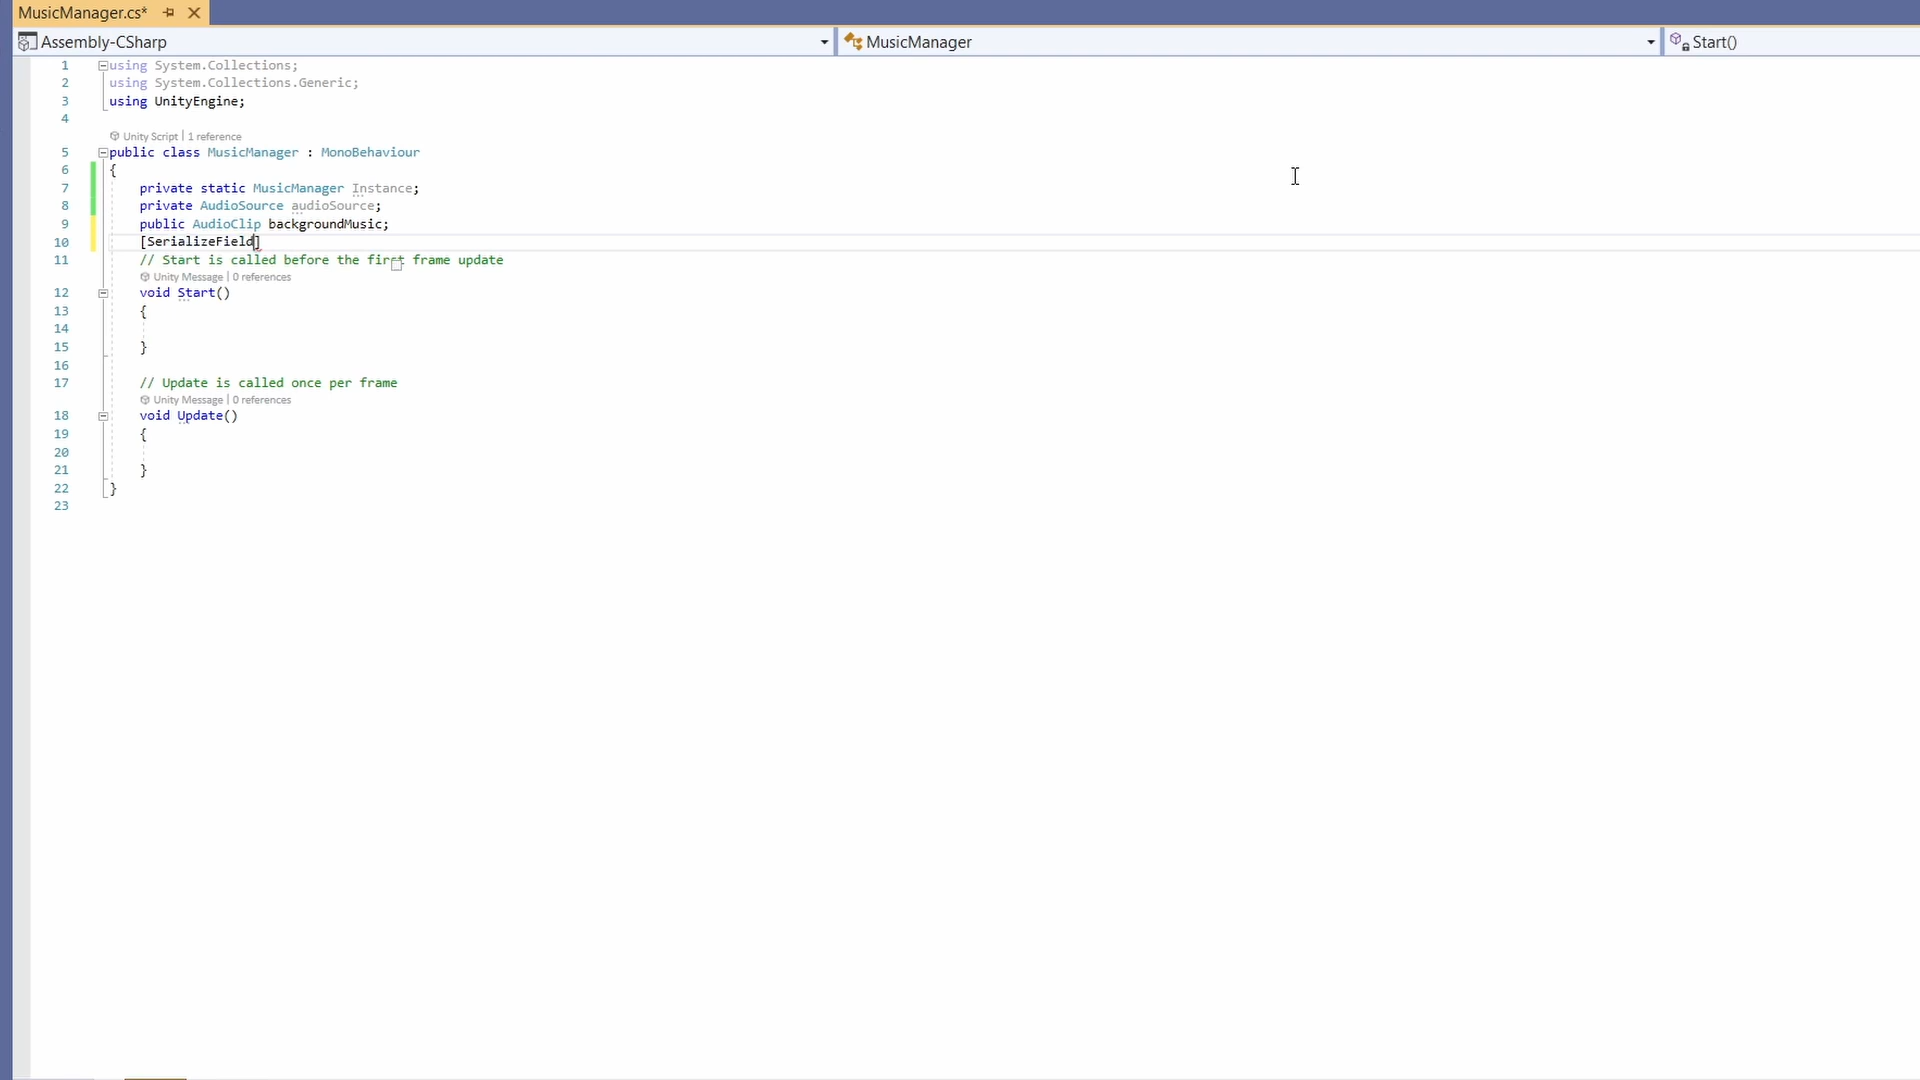 MusicManager.cs*
Assembly-CSharp MusicManager Start()
1 using System.Collections;
2 using System.Collections.Generic;
3 using UnityEngine;
4
Unity Script | 1 reference
5 public class MusicManager : MonoBehaviour
6 {
7 private static MusicManager Instance;
8 private AudioSource audioSource;
9 public AudioClip backgroundMusic;
10 [SerializeField]
11 // Start is called before the first frame update
Unity Message | 0 references
12 void Start()
13 {
14
15 }
16
17 // Update is called once per frame
Unity Message | 0 references
18 void Update()
19 {
20
21 }
22 }
23